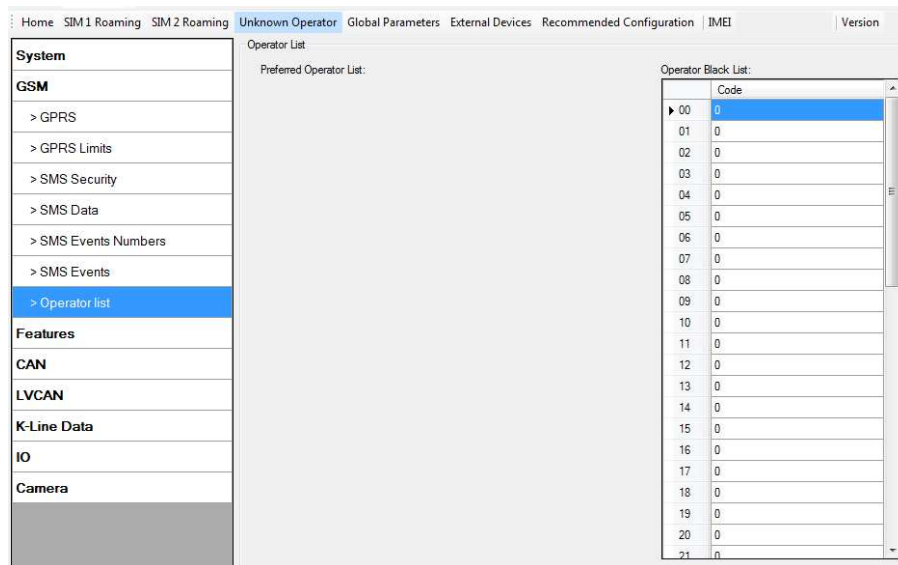 Home SIM 1 Roaming SIM 2 Roaming Unknown Operator Global Parameters External Devices Recommended Configuration IMEI Version
System
GSM
> GPRS
> GPRS Limits
> SMS Security
> SMS Data
> SMS Events Numbers
> SMS Events
> Operator list
Features
CAN
LVCAN
K-Line Data
IO
Camera
Operator List
Preferred Operator List:
Operator Black List:
Code
00 0
01 0
02 0
03 0
04 0
05 0
06 0
07 0
08 0
09 0
10 0
11 0
12 0
13 0
14 0
15 0
16 0
17 0
18 0
19 0
20 0
21 0